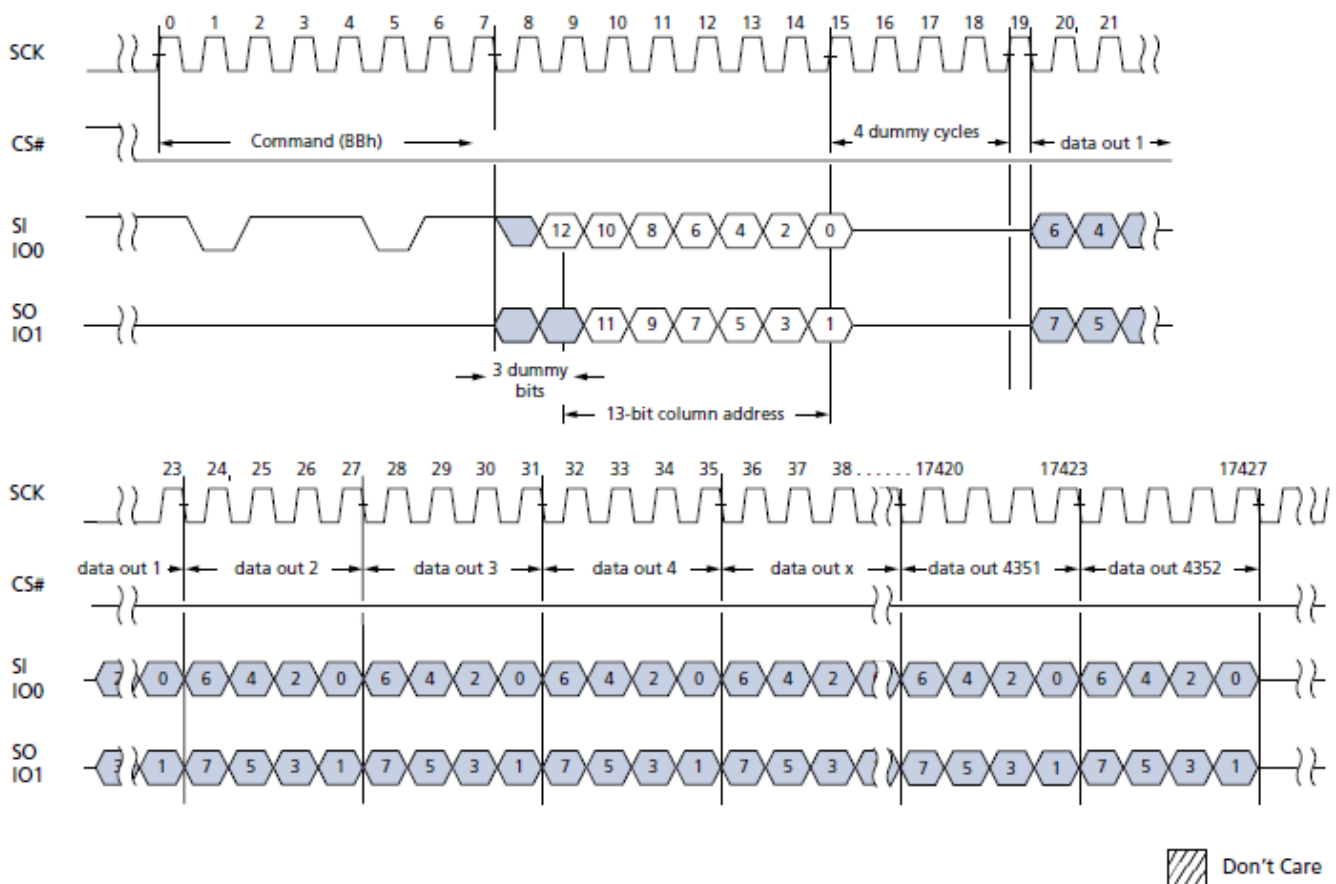 0 1 2 3 4 5 6 7 8 9 10 11 12 13 14 15 16 17 18 19 20 21
SCK
CS#
Command (BBh)
4 dummy cycles
data out 1
SI
IO0
12 10 8 6 4 2 0 6 4
SO
IO1
11 9 7 5 3 1 7 5
3 dummy
bits
13-bit column address
23 24 25 26 27 28 29 30 31 32 33 34 35 36 37 38 ...... 17420 17423 17427
SCK
data out 1 data out 2 data out 3 data out 4 data out x data out 4351 data out 4352
CS#
SI
IO0
2 0 6 4 2 0 6 4 2 0 6 4 2 0 6 4 2 6 4 2 0 6 4 2 0
SO
IO1
3 1 7 5 3 1 7 5 3 1 7 5 3 1 7 5 3 7 5 3 1 7 5 3 1
Don't Care